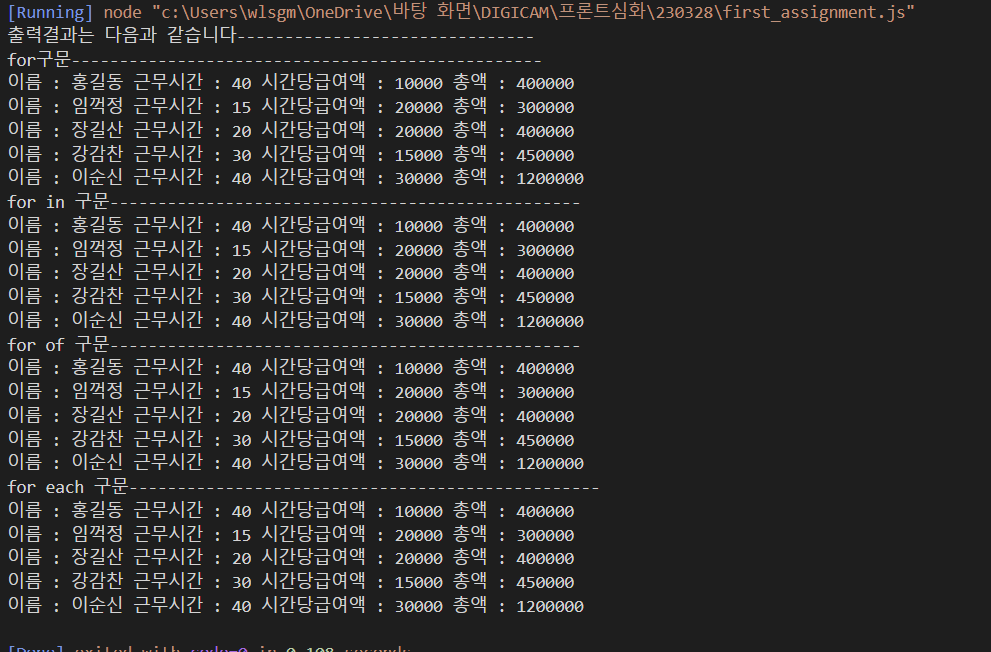 [Running] node "c:\Users\wlsgm\OneDrive\바탕 화면\DIGICAM\프론트심화\230328\first_assignment.js"
출력결과는 다음과 같습니다-------------------------------
for구문-------------------------------------------------
이름 : 홍길동 근무시간 : 40 시간당급여액 : 10000 총액 : 400000
이름 : 임꺽정 근무시간 : 15 시간당급여액 : 20000 총액 : 300000
이름 : 장길산 근무시간 : 20 시간당급여액 : 20000 총액 : 400000
이름 : 강감찬 근무시간 : 30 시간당급여액 : 15000 총액 : 450000
이름 : 이순신 근무시간 : 40 시간당급여액 : 30000 총액 : 1200000
for in 구문-------------------------------------------------
이름 : 홍길동 근무시간 : 40 시간당급여액 : 10000 총액 : 400000
이름 : 임꺽정 근무시간 : 15 시간당급여액 : 20000 총액 : 300000
이름 : 장길산 근무시간 : 20 시간당급여액 : 20000 총액 : 400000
이름 : 강감찬 근무시간 : 30 시간당급여액 : 15000 총액 : 450000
이름 : 이순신 근무시간 : 40 시간당급여액 : 30000 총액 : 1200000
for of 구문-------------------------------------------------
이름 : 홍길동 근무시간 : 40 시간당급여액 : 10000 총액 : 400000
이름 : 임꺽정 근무시간 : 15 시간당급여액 : 20000 총액 : 300000
이름 : 장길산 근무시간 : 20 시간당급여액 : 20000 총액 : 400000
이름 : 강감찬 근무시간 : 30 시간당급여액 : 15000 총액 : 450000
이름 : 이순신 근무시간 : 40 시간당급여액 : 30000 총액 : 1200000
for each 구문-------------------------------------------------
이름 : 홍길동 근무시간 : 40 시간당급여액 : 10000 총액 : 400000
이름 : 임꺽정 근무시간 : 15 시간당급여액 : 20000 총액 : 300000
이름 : 장길산 근무시간 : 20 시간당급여액 : 20000 총액 : 400000
이름 : 강감찬 근무시간 : 30 시간당급여액 : 15000 총액 : 450000
이름 : 이순신 근무시간 : 40 시간당급여액 : 30000 총액 : 1200000
[Done] exited with code=0 in 0.108 seconds